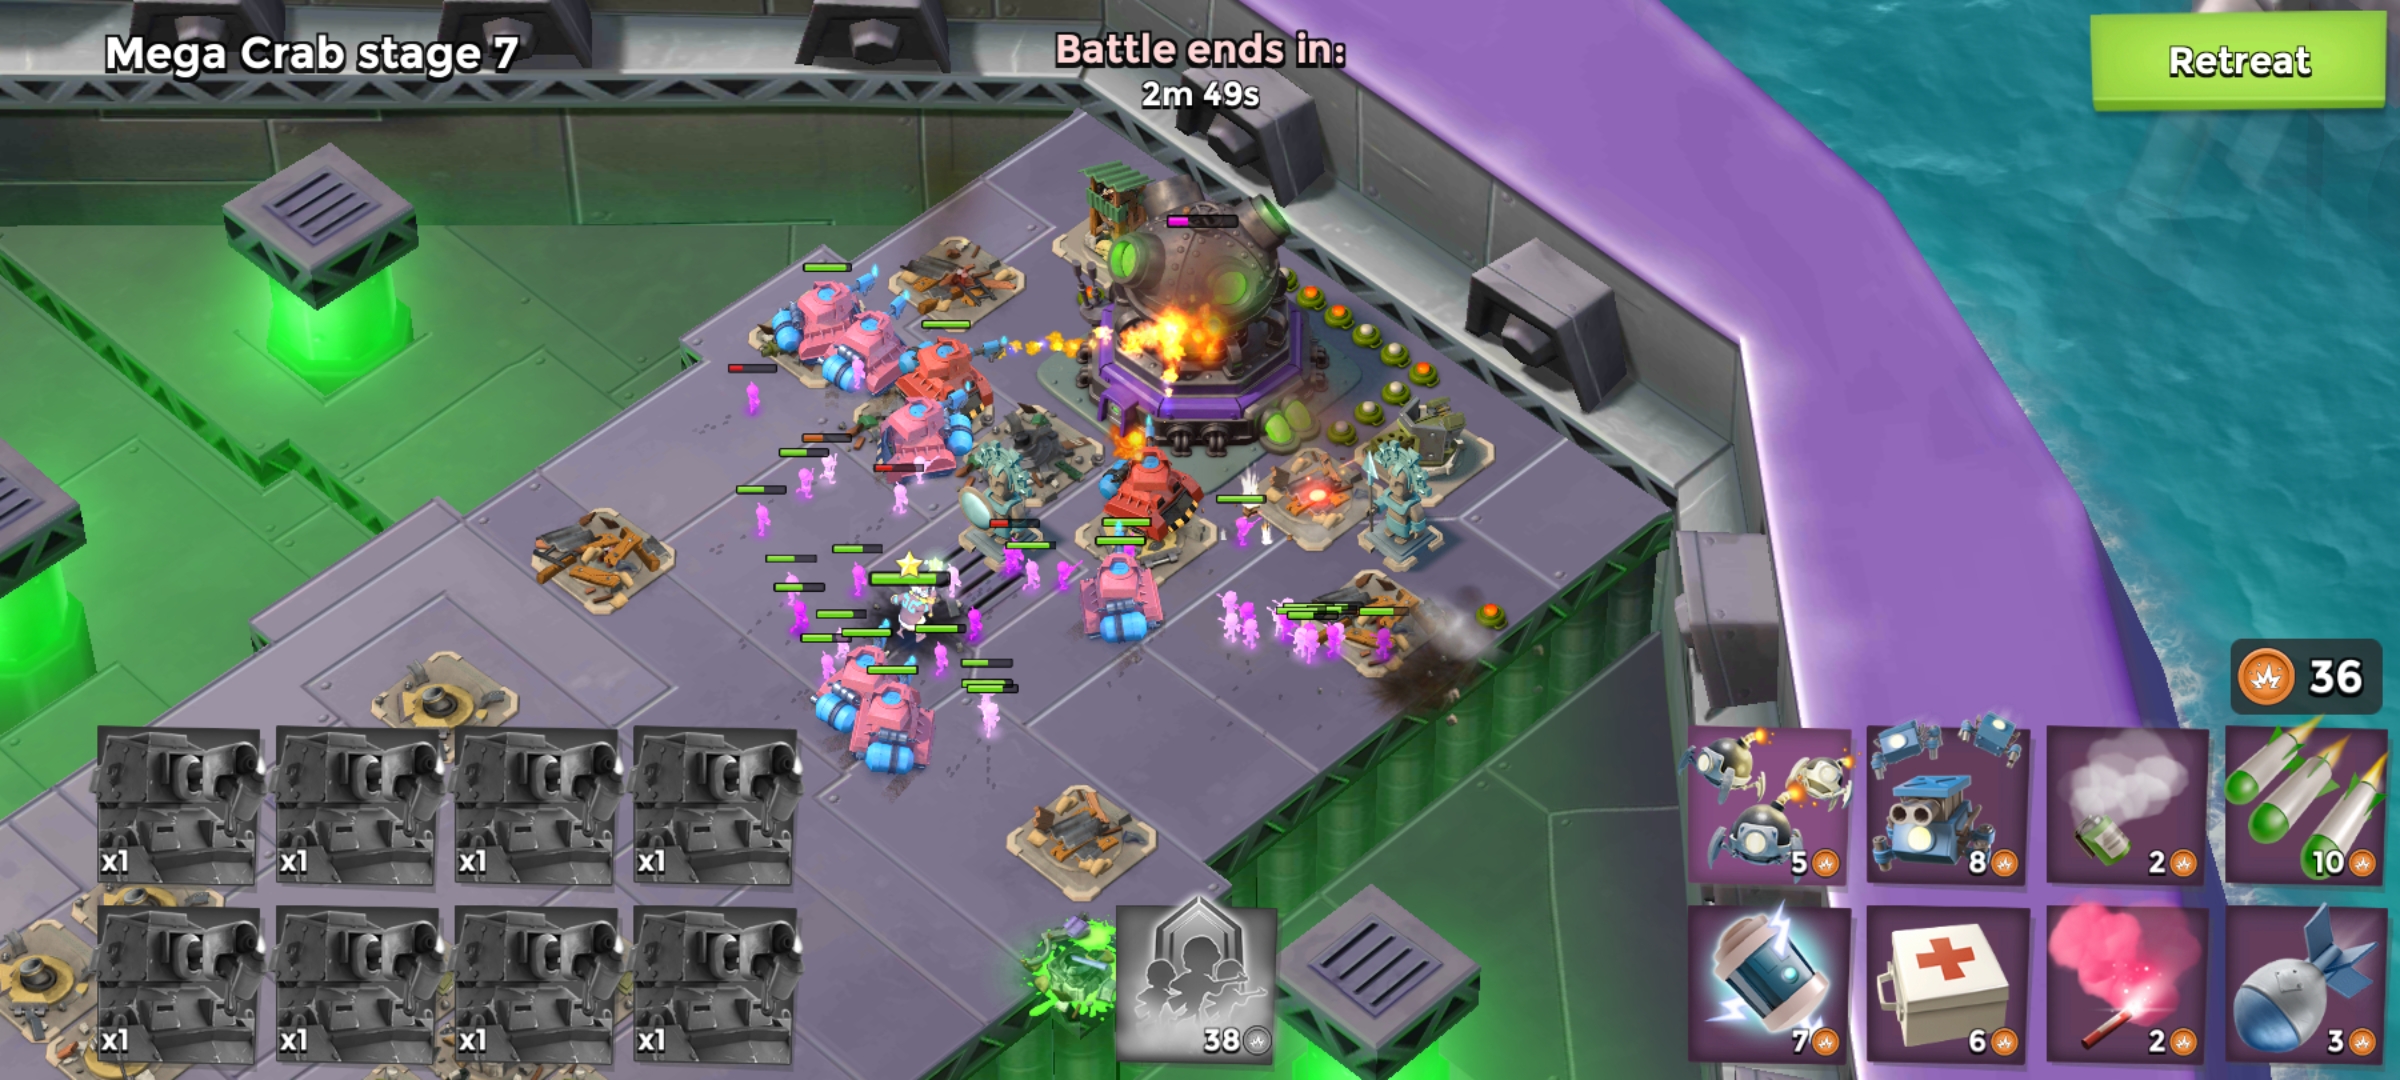 Mega Crab stage 7
Battle ends in:
2m 49s
Retreat
36
x1
x1
x1
x1
5
8
2
10
x1
x1
x1
x1
38
7
6
2
3